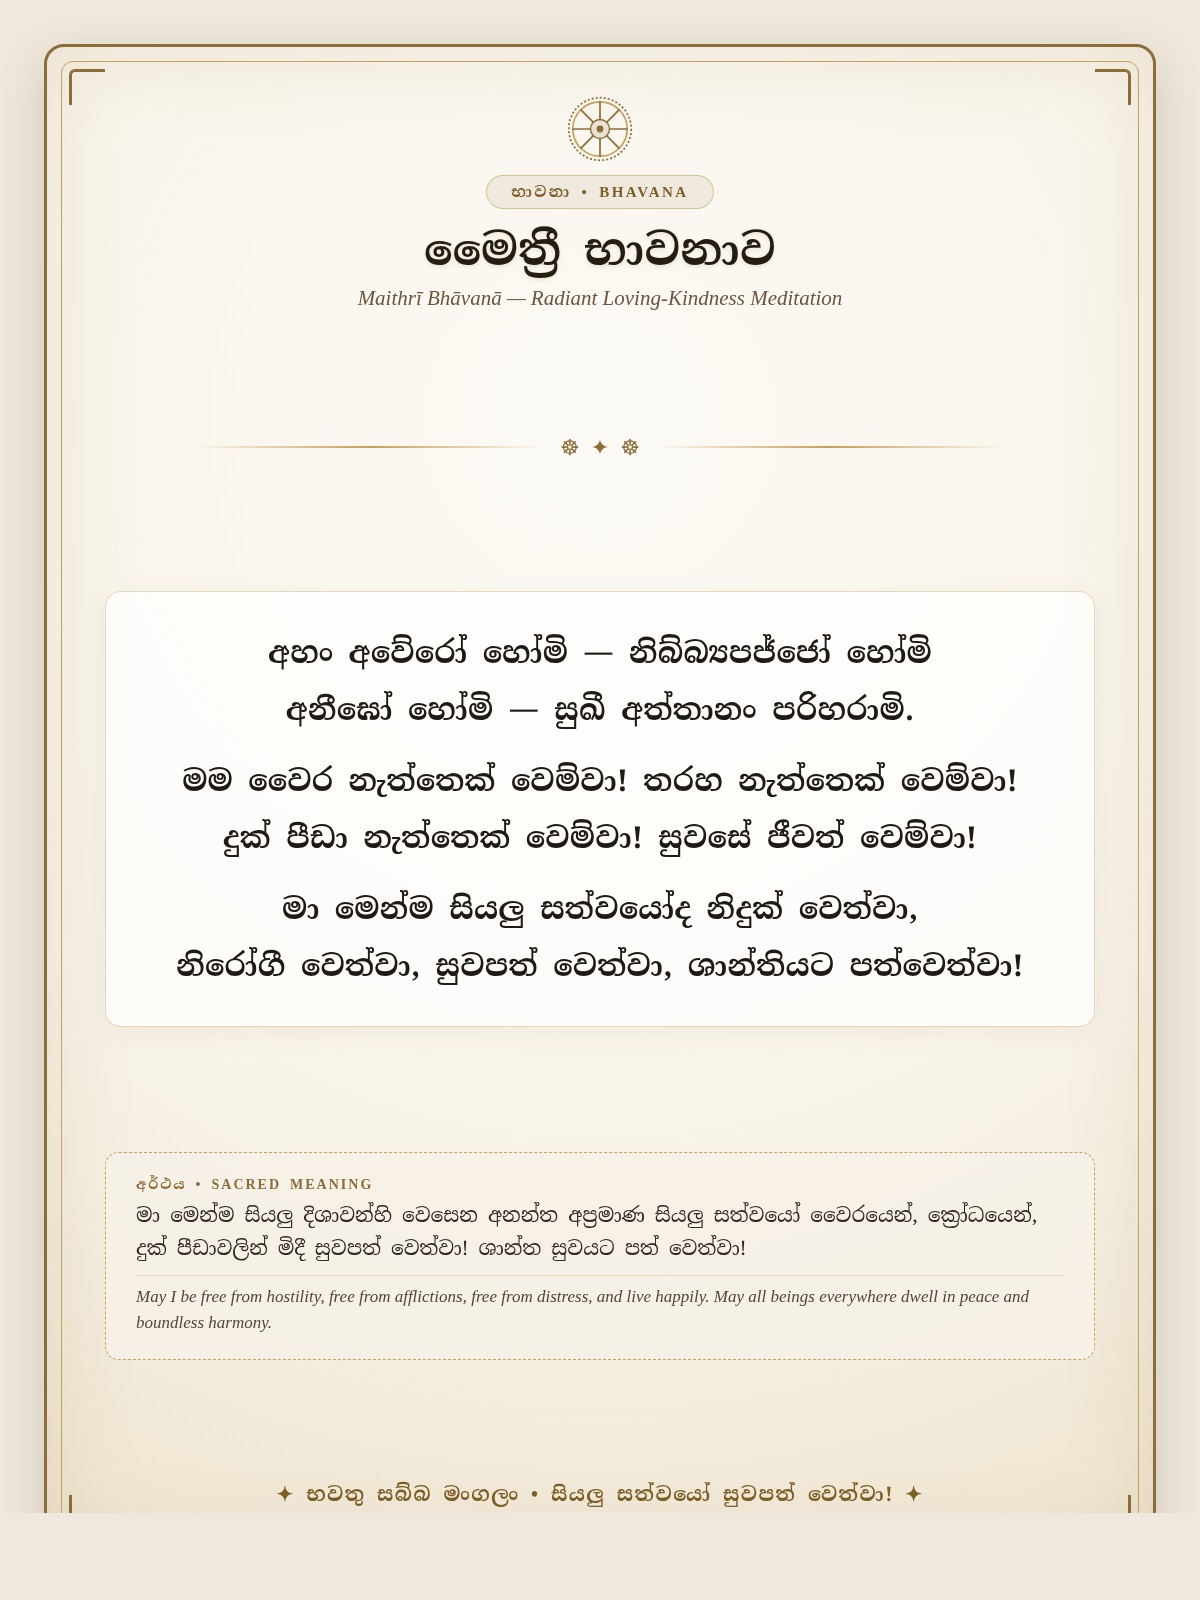 භාවනා • BHAVANA
මෛත්‍රී භාවනාව
Maithrī Bhāvanā — Radiant Loving-Kindness Meditation
☸ ✦ ☸
අහං අවේරෝ හෝමි — නිබ්බ්‍යපජ්ජෝ හෝමි
අනීඝෝ හෝමි — සුඛී අත්තානං පරිහරාමි.
මම වෛර නැත්තෙක් වෙම්වා! තරහ නැත්තෙක් වෙම්වා!
දුක් පීඩා නැත්තෙක් වෙම්වා! සුවසේ ජීවත් වෙම්වා!
මා මෙන්ම සියලු සත්වයෝද නිදුක් වෙත්වා,
නිරෝගී වෙත්වා, සුවපත් වෙත්වා, ශාන්තියට පත්වෙත්වා!
අර්ථය • SACRED MEANING
මා මෙන්ම සියලු දිශාවන්හි වෙසෙන අනන්ත අප්‍රමාණ සියලු සත්වයෝ වෛරයෙන්, ක්‍රෝධයෙන්,
දුක් පීඩාවලින් මිදී සුවපත් වෙත්වා! ශාන්ත සුවයට පත් වෙත්වා!
May I be free from hostility, free from afflictions, free from distress, and live happily. May all beings everywhere dwell in peace and
boundless harmony.
✦ භවතු සබ්බ මංගලං • සියලු සත්වයෝ සුවපත් වෙත්වා! ✦